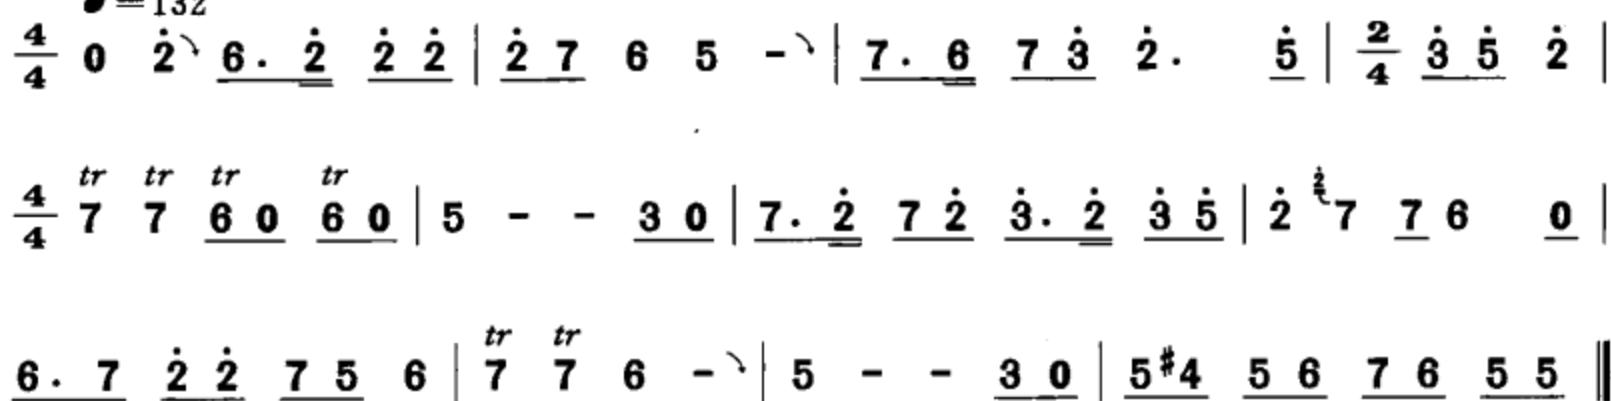 ♩=132
4/4 0 2̇ 6. 2̇ 2̇ 2̇ | 2̇ 7 6 5 - | 7. 6 7 3̇ 2̇. 5̇ | 2/4 3̇ 5̇ 2̇ |
tr tr tr tr
4/4 7 7 6 0 6 0 | 5 - - 3 0 | 7. 2̇ 7 2̇ 3̇. 2̇ 3̇ 5̇ | 2̇ 2̇ 7 7 6 0 |
tr tr
6. 7 2̇ 2̇ 7 5 6 | 7 7 6 - | 5 - - 3 0 | 5 #4 5 6 7 6 5 5 ‖